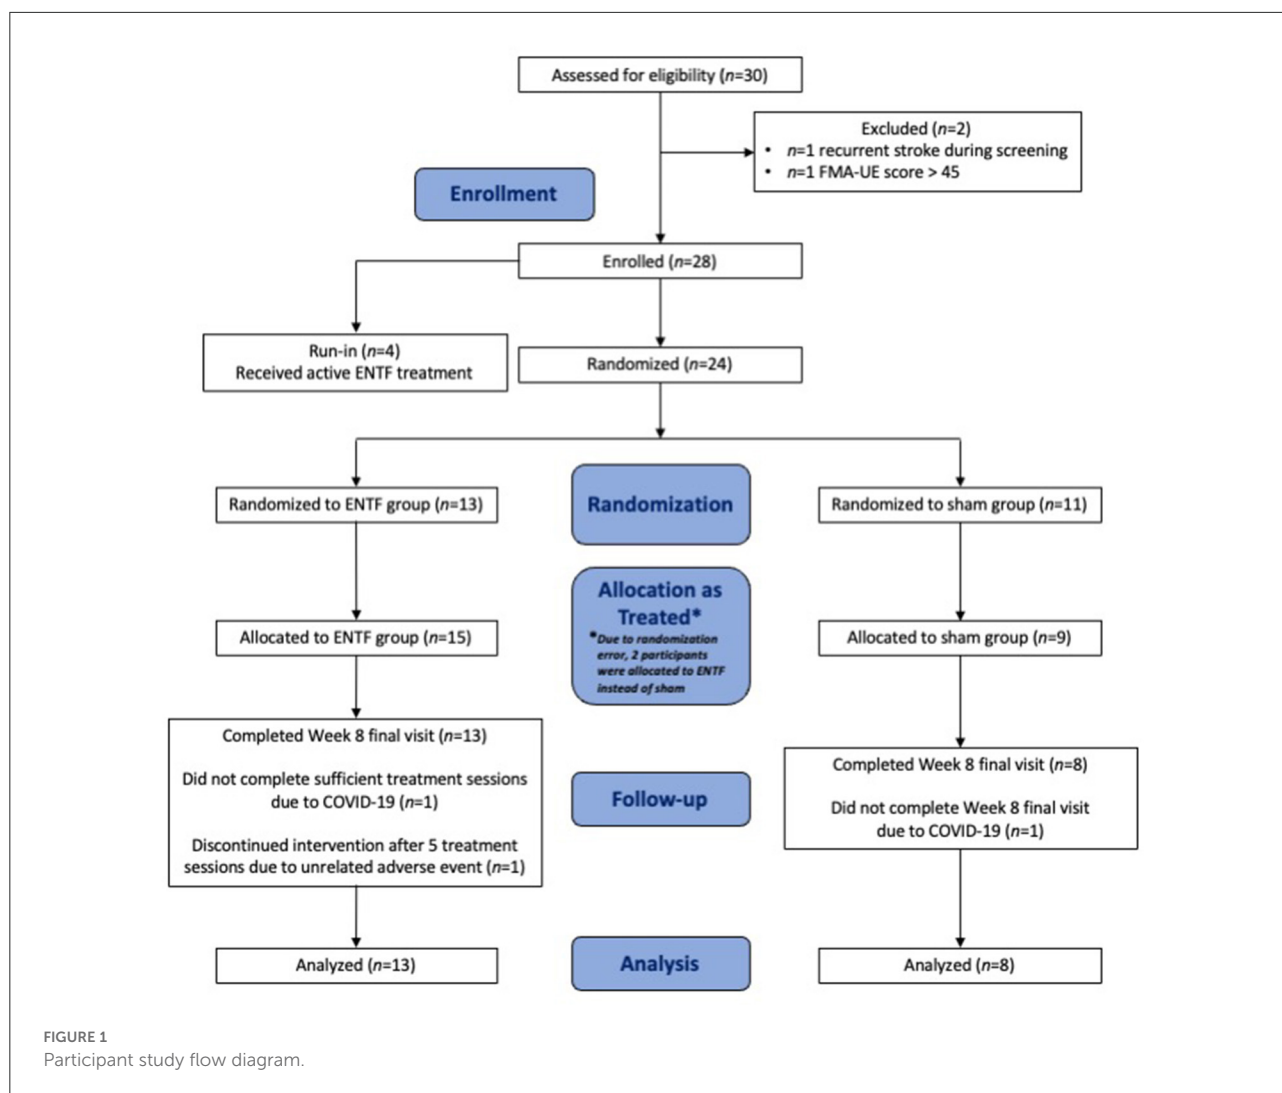 Assessed for eligibility (n=30)
Excluded (n=2)
• n=1 recurrent stroke during screening
• n=1 FMA-UE score > 45
Enrollment
Enrolled (n=28)
Run-in (n=4)
Received active ENTF treatment
Randomized (n=24)
Randomized to ENTF group (n=13)
Randomization
Randomized to sham group (n=11)
Allocation as
Treated*
*Due to randomization
error, 2 participants
were allocated to ENTF
instead of sham
Allocated to ENTF group (n=15)
Allocated to sham group (n=9)
Completed Week 8 final visit (n=13)
Did not complete sufficient treatment sessions
due to COVID-19 (n=1)
Discontinued intervention after 5 treatment
sessions due to unrelated adverse event (n=1)
Follow-up
Completed Week 8 final visit (n=8)
Did not complete Week 8 final visit
due to COVID-19 (n=1)
Analyzed (n=13)
Analysis
Analyzed (n=8)
FIGURE 1
Participant study flow diagram.